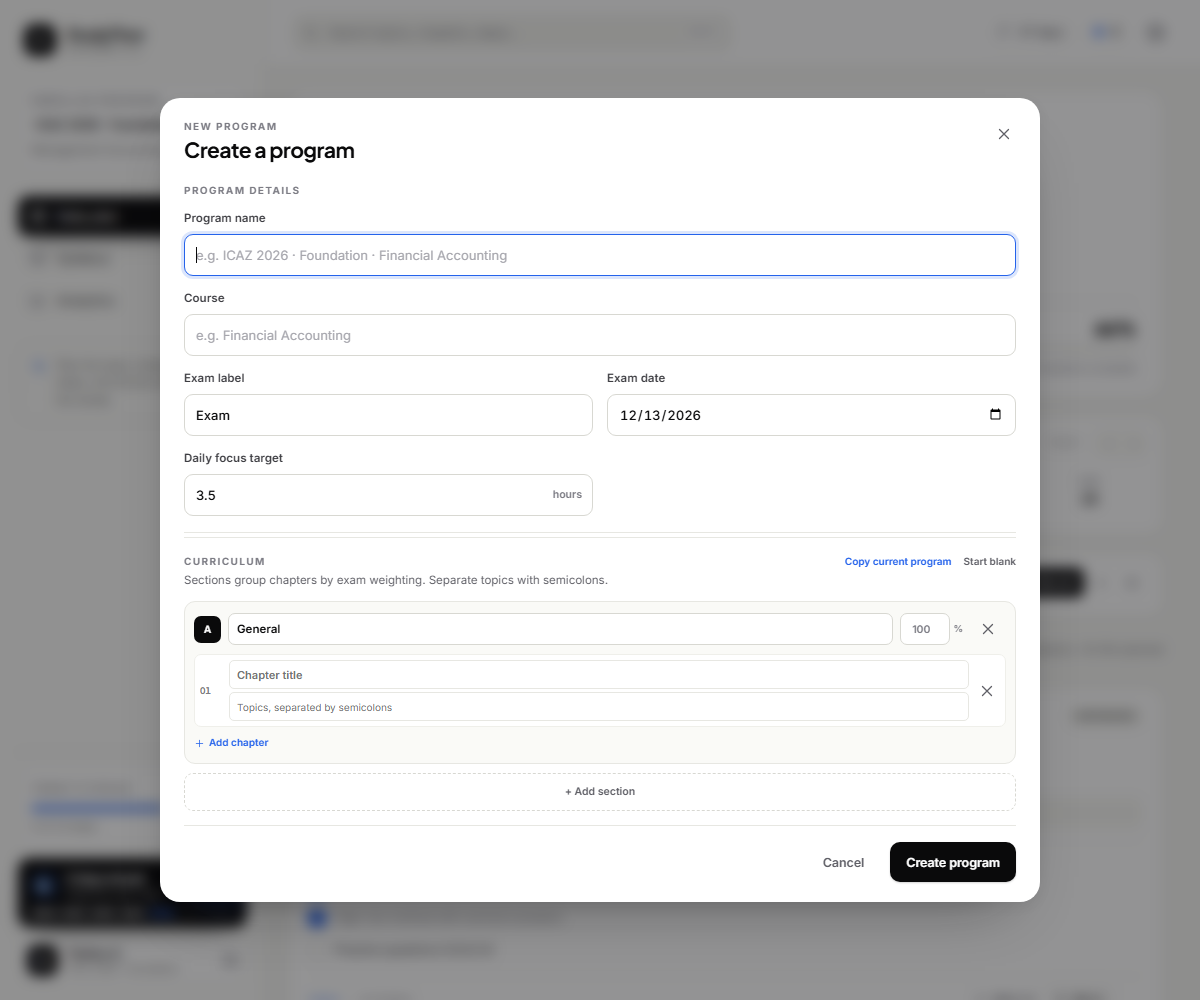 NEW PROGRAM
Create a program
PROGRAM DETAILS
Program name
e.g. ICAZ 2026 · Foundation · Financial Accounting
Course
e.g. Financial Accounting
Exam label
Exam date
Exam
12/13/2026
Daily focus target
3.5
hours
CURRICULUM
Copy current program
Start blank
Sections group chapters by exam weighting. Separate topics with semicolons.
A
General
100
%
01
Chapter title
Topics, separated by semicolons
+ Add chapter
+ Add section
Cancel
Create program